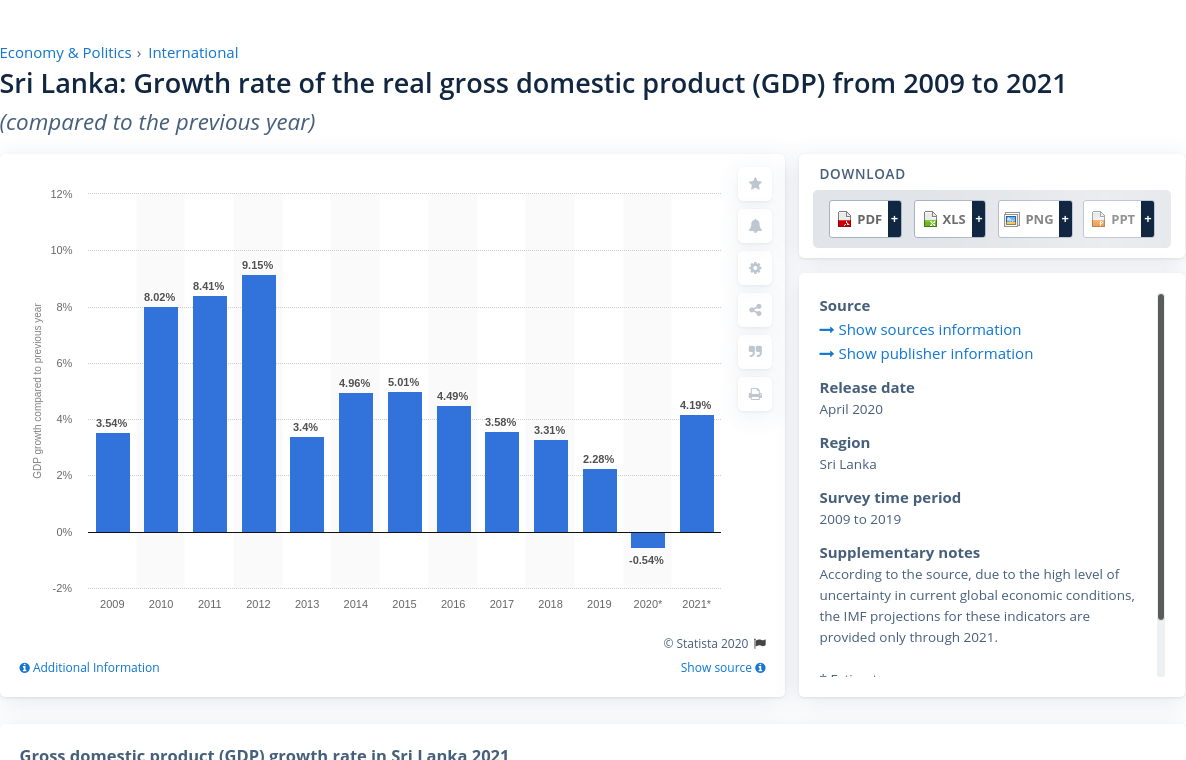 Economy & Politics › International
Sri Lanka: Growth rate of the real gross domestic product (GDP) from 2009 to 2021
(compared to the previous year)
GDP growth compared to previous year
12%
10%
8%
6%
4%
2%
0%
-2%
3.54%
8.02%
8.41%
9.15%
3.4%
4.96%
5.01%
4.49%
3.58%
3.31%
2.28%
-0.54%
4.19%
2009 2010 2011 2012 2013 2014 2015 2016 2017 2018 2019 2020* 2021*
© Statista 2020
Additional Information
Show source
DOWNLOAD
PDF + XLS + PNG + PPT +
Source
Show sources information
Show publisher information
Release date
April 2020
Region
Sri Lanka
Survey time period
2009 to 2019
Supplementary notes
According to the source, due to the high level of
uncertainty in current global economic conditions,
the IMF projections for these indicators are
provided only through 2021.
Gross domestic product (GDP) growth rate in Sri Lanka 2021